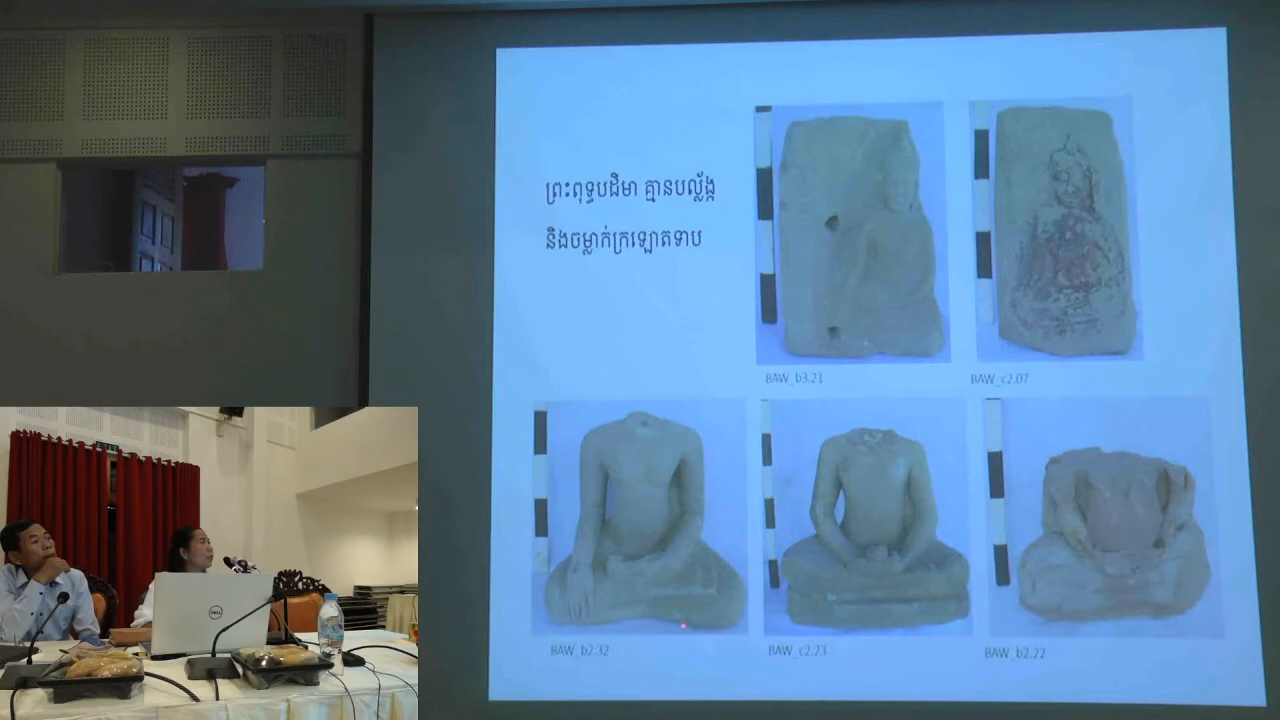 ព្រះពុទ្ធបដិមា គ្មានបល្ល័ង្ក
និងចម្លាក់ក្រឡោតទាប
BAW_b3.21
BAW_c2.07
BAW_b2.32
BAW_c2.23
BAW_b2.22
DELL